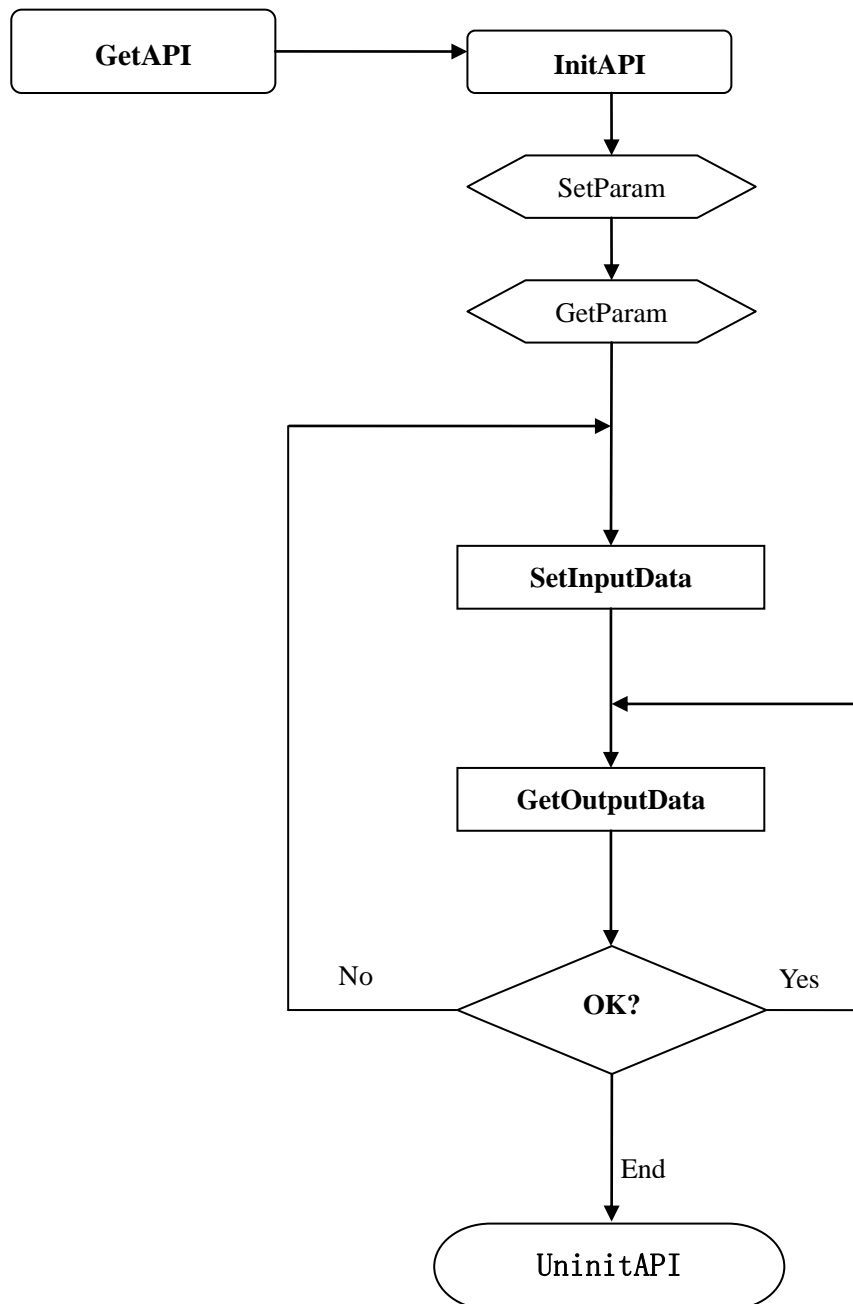 GetAPI
InitAPI
SetParam
GetParam
SetInputData
GetOutputData
No
OK?
Yes
End
UninitAPI